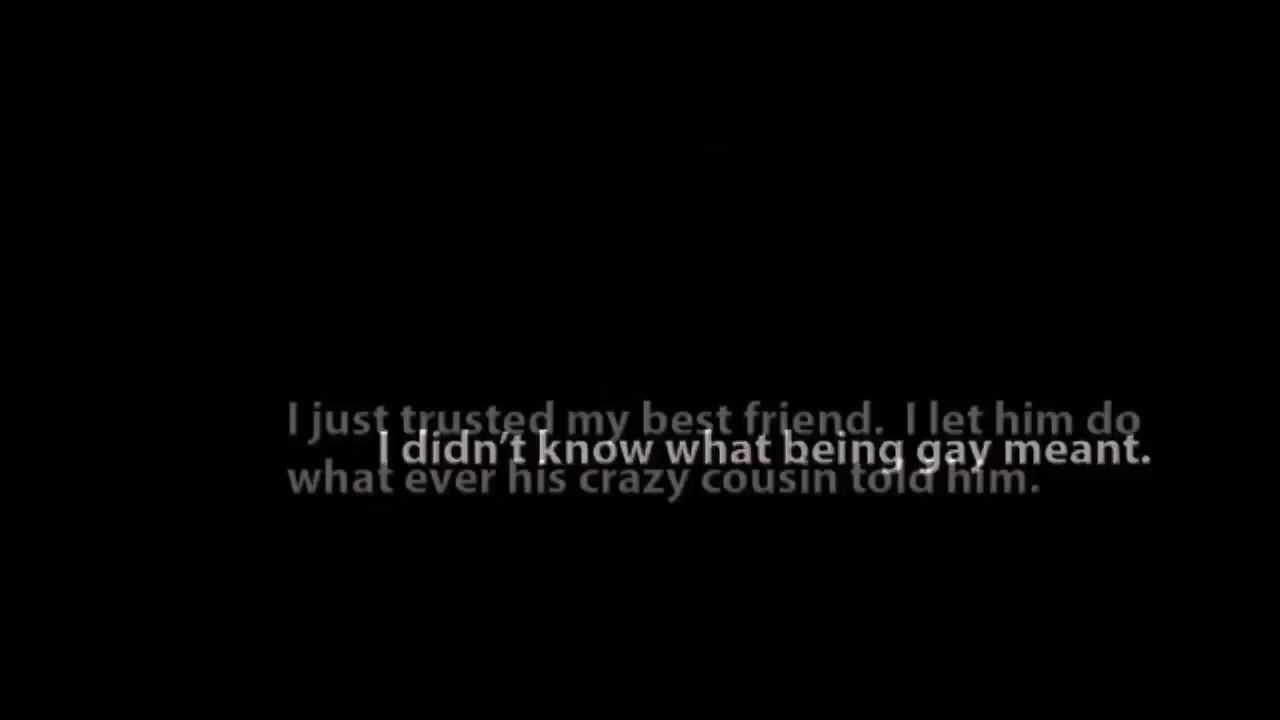 I just trusted my best friend.  I let him do
I didn't know what being gay meant.
what ever his crazy cousin told him.